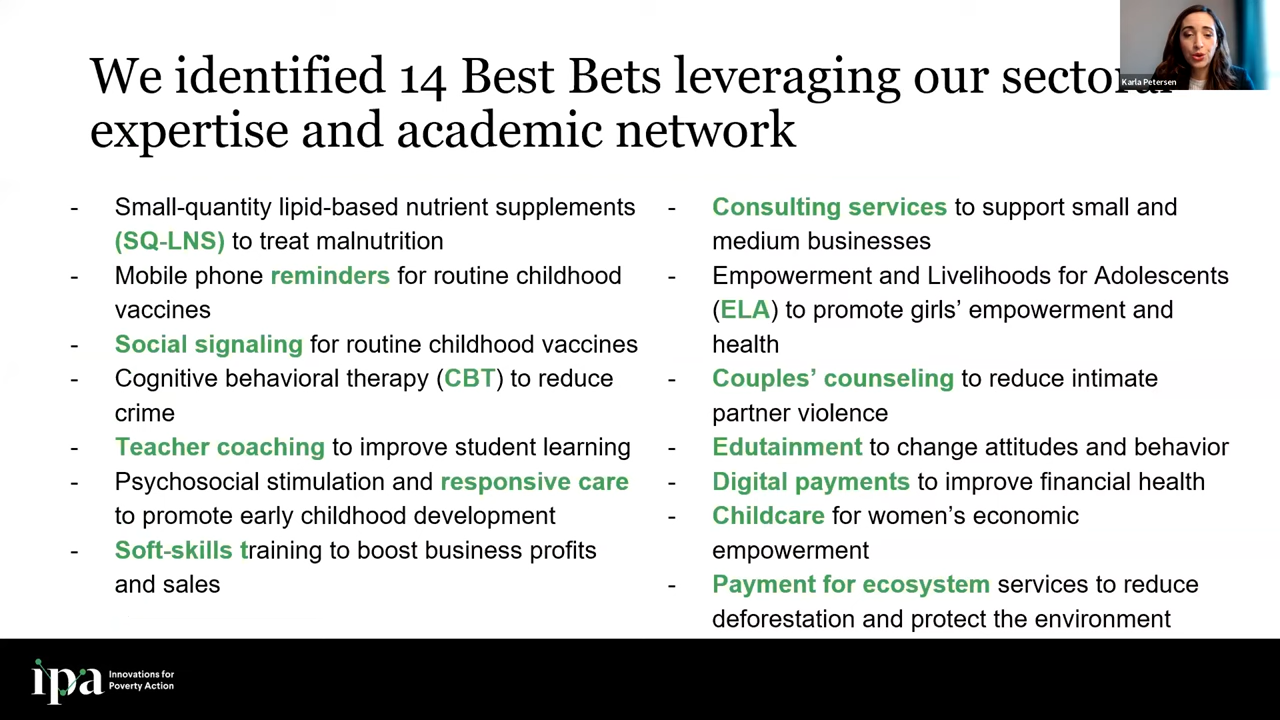 We identified 14 Best Bets leveraging our sectoral
expertise and academic network
Karla Petersen
- Small-quantity lipid-based nutrient supplements
(SQ-LNS) to treat malnutrition
- Mobile phone reminders for routine childhood
vaccines
- Social signaling for routine childhood vaccines
- Cognitive behavioral therapy (CBT) to reduce
crime
- Teacher coaching to improve student learning
- Psychosocial stimulation and responsive care
to promote early childhood development
- Soft-skills training to boost business profits
and sales
- Consulting services to support small and
medium businesses
- Empowerment and Livelihoods for Adolescents
(ELA) to promote girls’ empowerment and
health
- Couples’ counseling to reduce intimate
partner violence
- Edutainment to change attitudes and behavior
- Digital payments to improve financial health
- Childcare for women’s economic
empowerment
- Payment for ecosystem services to reduce
deforestation and protect the environment
ipa
Innovations for
Poverty Action